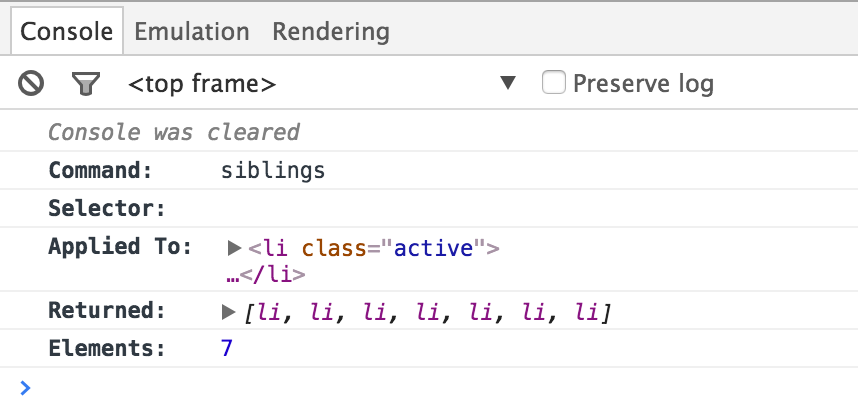 Console Emulation Rendering
<top frame> ▼ Preserve log
Console was cleared
Command: siblings
Selector:
Applied To: ▶<li class="active">
…</li>
Returned: ▶[li, li, li, li, li, li, li]
Elements: 7
>